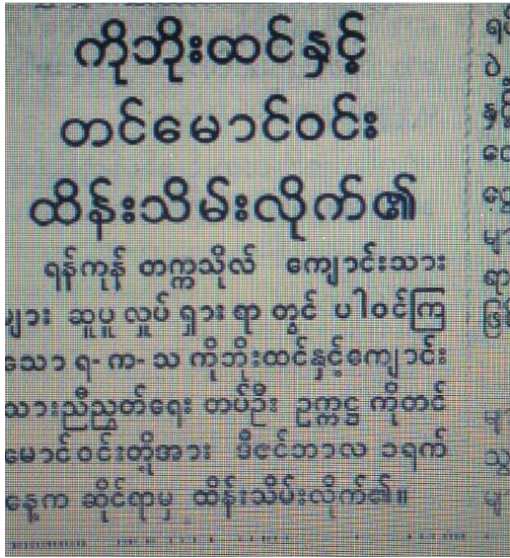 ကိုဘိုးထင်နှင့်
တင်မောင်ဝင်း
ထိန်းသိမ်းလိုက်၏
ရန်ကုန် တက္ကသိုလ် ကျောင်းသား
များ ဆူပူ လှုပ် ရှား ရာ တွင် ပါဝင်ကြ
သော ရ-က-သ ကိုဘိုးထင်နှင့်ကျောင်း
သားညီညွတ်ရေး တပ်ဦး ဥက္ကဋ္ဌ ကိုတင်
မောင်ဝင်းတို့အား ဒီဇင်ဘာလ ၁ရက်
နေ့က ဆိုင်ရာမှ ထိန်းသိမ်းလိုက်၏။